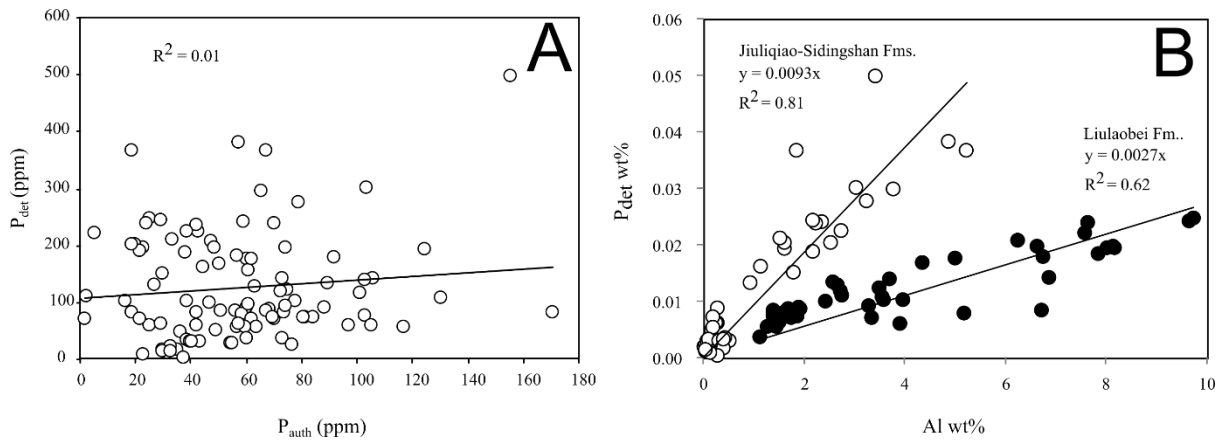 A
R2 = 0.01
600
500
400
300
200
100
0
Pdet (ppm)
0 20 40 60 80 100 120 140 160 180
Pauth (ppm)
B
Jiuliqiao-Sidingshan Fms.
y = 0.0093x
R2 = 0.81
Liulaobei Fm..
y = 0.0027x
R2 = 0.62
0.06
0.05
0.04
0.03
0.02
0.01
0.00
Pdet wt%
0 2 4 6 8 10
Al wt%